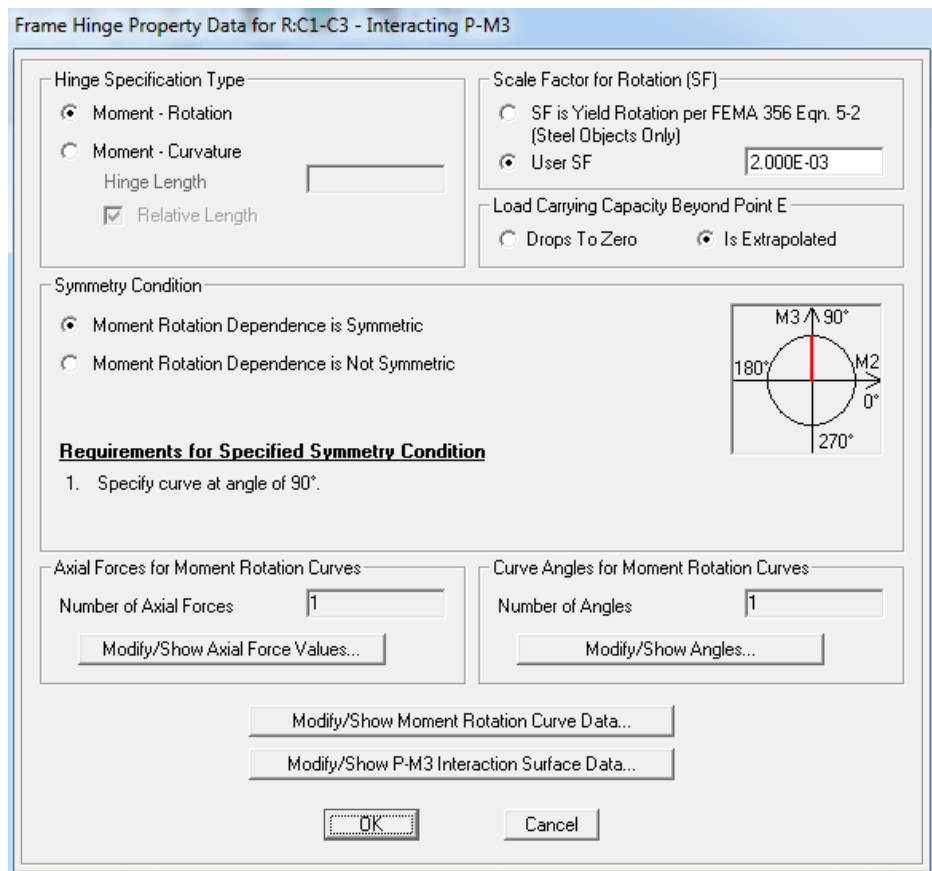 Frame Hinge Property Data for R:C1-C3 - Interacting P-M3
Hinge Specification Type
Moment - Rotation
Moment - Curvature
Hinge Length
Relative Length
Scale Factor for Rotation (SF)
SF is Yield Rotation per FEMA 356 Eqn. 5-2
(Steel Objects Only)
User SF
2.000E-03
Load Carrying Capacity Beyond Point E
Drops To Zero
Is Extrapolated
Symmetry Condition
Moment Rotation Dependence is Symmetric
Moment Rotation Dependence is Not Symmetric
Requirements for Specified Symmetry Condition
1. Specify curve at angle of 90°.
M3 90°
180° M2
0°
270°
Axial Forces for Moment Rotation Curves
Number of Axial Forces 1
Modify/Show Axial Force Values...
Curve Angles for Moment Rotation Curves
Number of Angles 1
Modify/Show Angles...
Modify/Show Moment Rotation Curve Data...
Modify/Show P-M3 Interaction Surface Data...
OK
Cancel